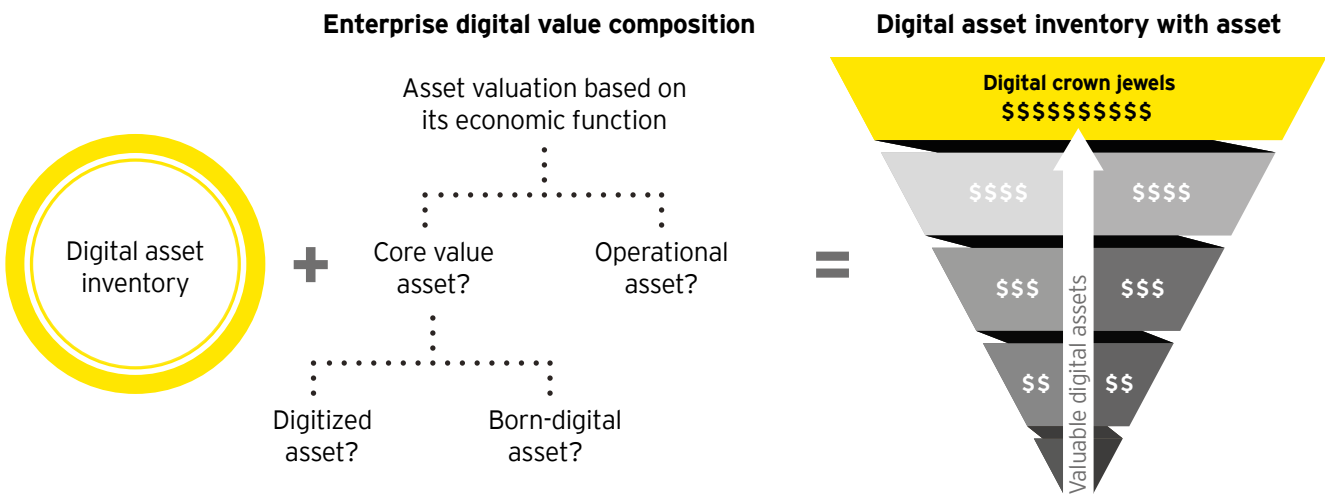 Enterprise digital value composition
Digital asset inventory with asset
Digital asset
inventory
+
Asset valuation based on
its economic function
Core value
asset?
Operational
asset?
Digitized
asset?
Born-digital
asset?
=
Digital crown jewels
$$$$$$$$$$
$$$$ $$$$
$$$ $$$
$$ $$
Valuable digital assets